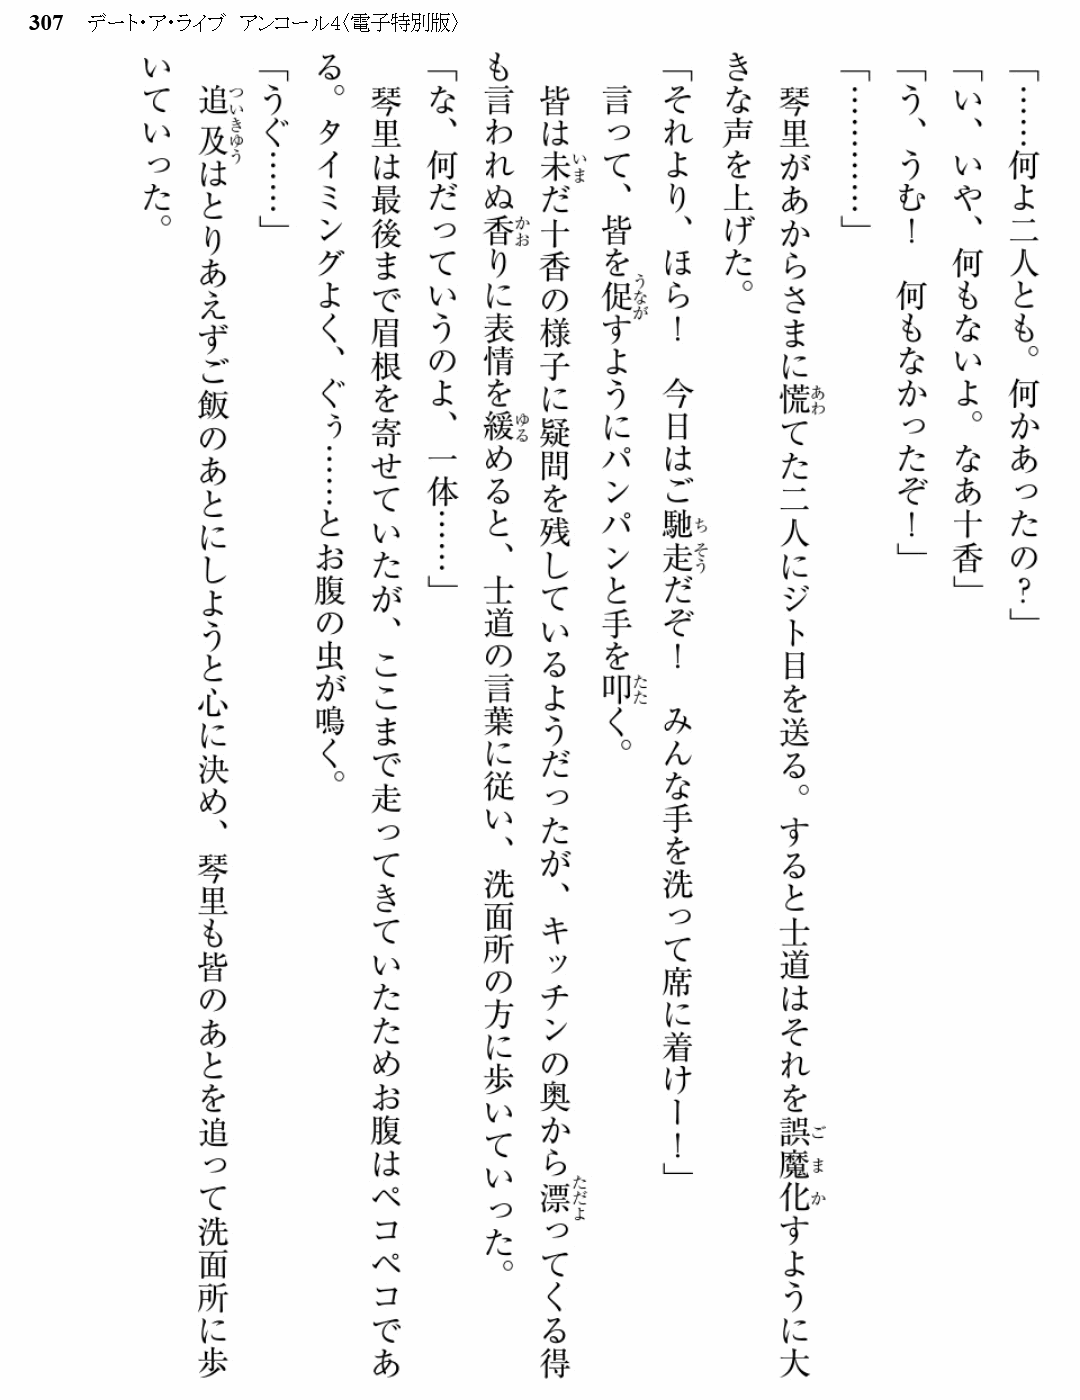 307 デート・ア・ライブ アンコール4〈電子特別版〉
「……何よ二人とも。何かあったの？」
「い、いや、何もないよ。なあ十香」
「う、うむ！　何もなかったぞ！」
「…………」
　琴里があからさまに慌てた二人にジト目を送る。すると士道はそれを誤魔化すように大
きな声を上げた。
「それより、ほら！　今日はご馳走だぞ！　みんな手を洗って席に着けー！」
　言って、皆を促すようにパンパンと手を叩く。
　皆は未だ十香の様子に疑問を残しているようだったが、キッチンの奥から漂ってくる得
も言われぬ香りに表情を緩めると、士道の言葉に従い、洗面所の方に歩いていった。
「な、何だっていうのよ、一体……」
　琴里は最後まで眉根を寄せていたが、ここまで走ってきていたためお腹はペコペコであ
る。タイミングよく、ぐぅ……とお腹の虫が鳴く。
「うぐ……」
　追及はとりあえずご飯のあとにしようと心に決め、琴里も皆のあとを追って洗面所に歩
いていった。